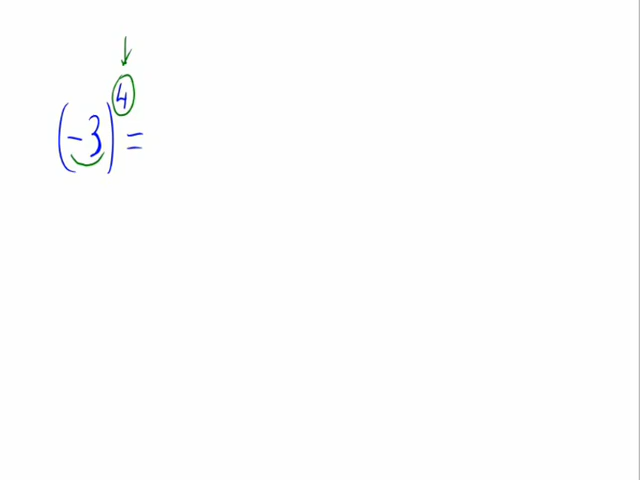 (-3)⁴ =